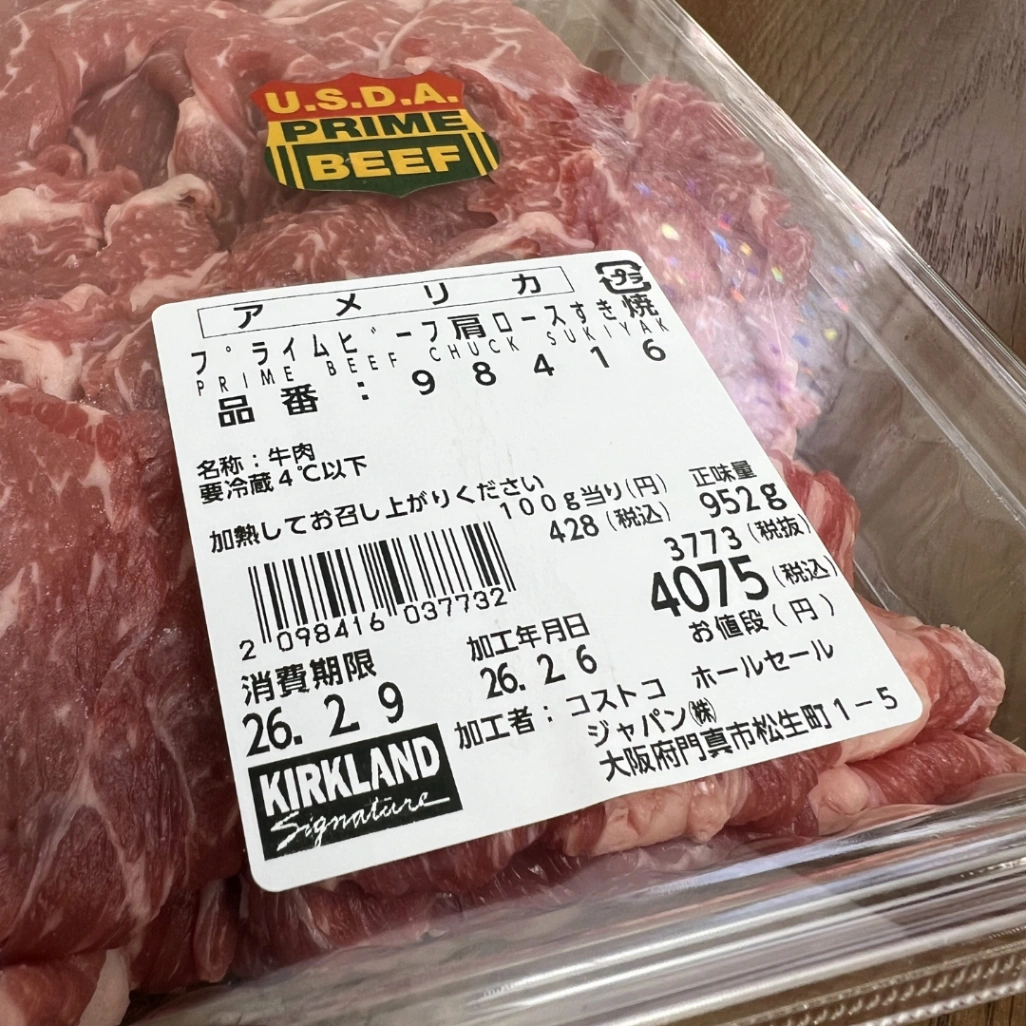 U.S.D.A.
PRIME
BEEF
アメリカ
プラ
プライムビーフ肩ロースすき焼
PRIME BEEF CHUCK SUKIYAK
品番:98416
名称:牛肉
要冷蔵4℃以下
加熱してお召し上がりください
100g当り(円)
428(税込)
正味量
952g
3773(税抜)
4075(税込)
お値段(円)
2 098416 037732
消費期限
26. 2. 9
加工年月日
26. 2. 6
加工者:コストコ ホールセール
ジャパン㈱
大阪府門真市松生町1-5
KIRKLAND
Signature